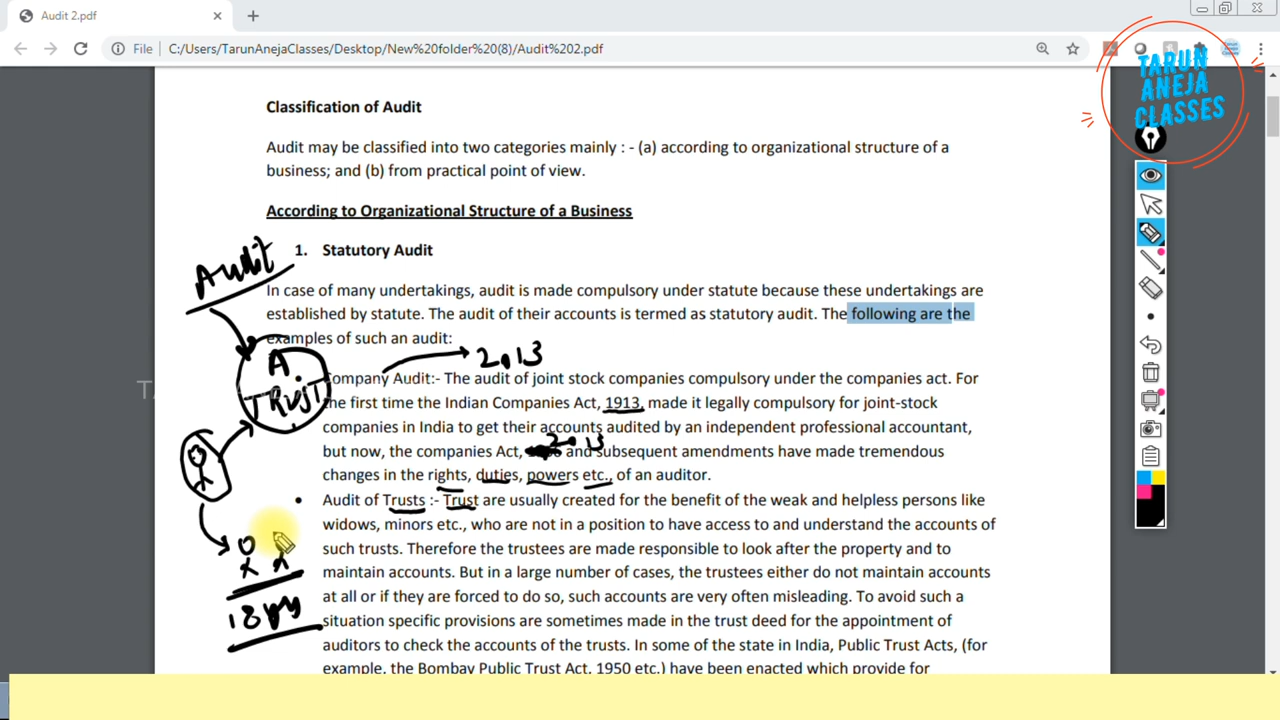 Audit 2.pdf
File C:/Users/TarunAnejaClasses/Desktop/New%20folder%20(8)/Audit%202.pdf
TARUN
ANEJA
CLASSES
Classification of Audit
Audit may be classified into two categories mainly : - (a) according to organizational structure of a
business; and (b) from practical point of view.
According to Organizational Structure of a Business
1. Statutory Audit
Audit
In case of many undertakings, audit is made compulsory under statute because these undertakings are
established by statute. The audit of their accounts is termed as statutory audit. The following are the
examples of such an audit:
2013
A
TRUST
Company Audit:- The audit of joint stock companies compulsory under the companies act. For
the first time the Indian Companies Act, 1913, made it legally compulsory for joint-stock
companies in India to get their accounts audited by an independent professional accountant,
2013
but now, the companies Act, and subsequent amendments have made tremendous
changes in the rights, duties, powers etc., of an auditor.
• Audit of Trusts :- Trust are usually created for the benefit of the weak and helpless persons like
widows, minors etc., who are not in a position to have access to and understand the accounts of
such trusts. Therefore the trustees are made responsible to look after the property and to
maintain accounts. But in a large number of cases, the trustees either do not maintain accounts
at all or if they are forced to do so, such accounts are very often misleading. To avoid such a
18
situation specific provisions are sometimes made in the trust deed for the appointment of
auditors to check the accounts of the trusts. In some of the state in India, Public Trust Acts, (for
example, the Bombay Public Trust Act, 1950 etc.) have been enacted which provide for